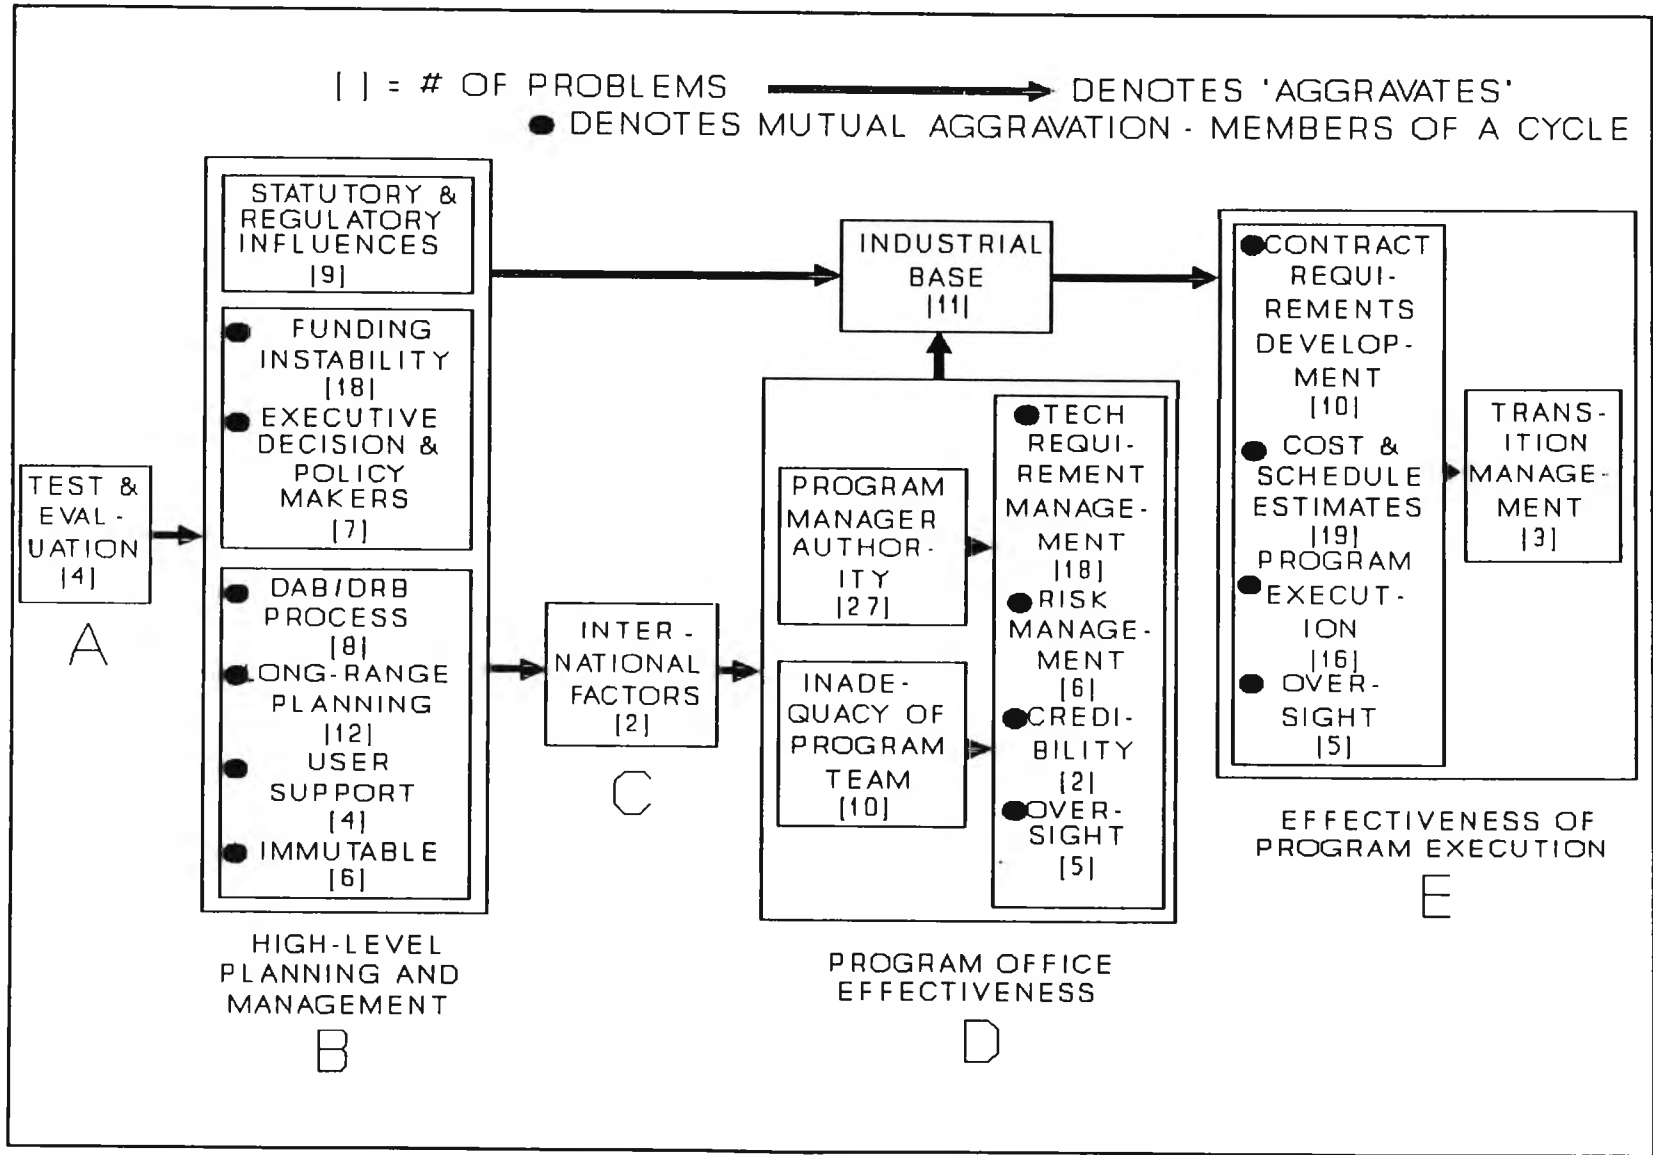 [ ] = # OF PROBLEMS DENOTES 'AGGRAVATES'
DENOTES MUTUAL AGGRAVATION - MEMBERS OF A CYCLE
TEST &
EVAL-
UATION
[4]
A
STATUTORY &
REGULATORY
INFLUENCES
[9]
FUNDING
INSTABILITY
[18]
EXECUTIVE
DECISION &
POLICY
MAKERS
[7]
DAB/DRB
PROCESS
[8]
LONG-RANGE
PLANNING
[12]
USER
SUPPORT
[4]
IMMUTABLE
[6]
HIGH-LEVEL
PLANNING AND
MANAGEMENT
B
INTER-
NATIONAL
FACTORS
[2]
C
INDUSTRIAL
BASE
[11]
PROGRAM
MANAGER
AUTHOR-
ITY
[27]
INADE-
QUACY OF
PROGRAM
TEAM
[10]
TECH
REQUI-
REMENT
MANAGE-
MENT
[18]
RISK
MANAGE-
MENT
[6]
CREDI-
BILITY
[2]
OVER-
SIGHT
[5]
PROGRAM OFFICE
EFFECTIVENESS
D
CONTRACT
REQUI-
REMENTS
DEVELOP-
MENT
[10]
COST &
SCHEDULE
ESTIMATES
[19]
PROGRAM
EXECUT-
ION
[16]
OVER-
SIGHT
[5]
TRANS-
ITION
MANAGE-
MENT
[3]
EFFECTIVENESS OF
PROGRAM EXECUTION
E